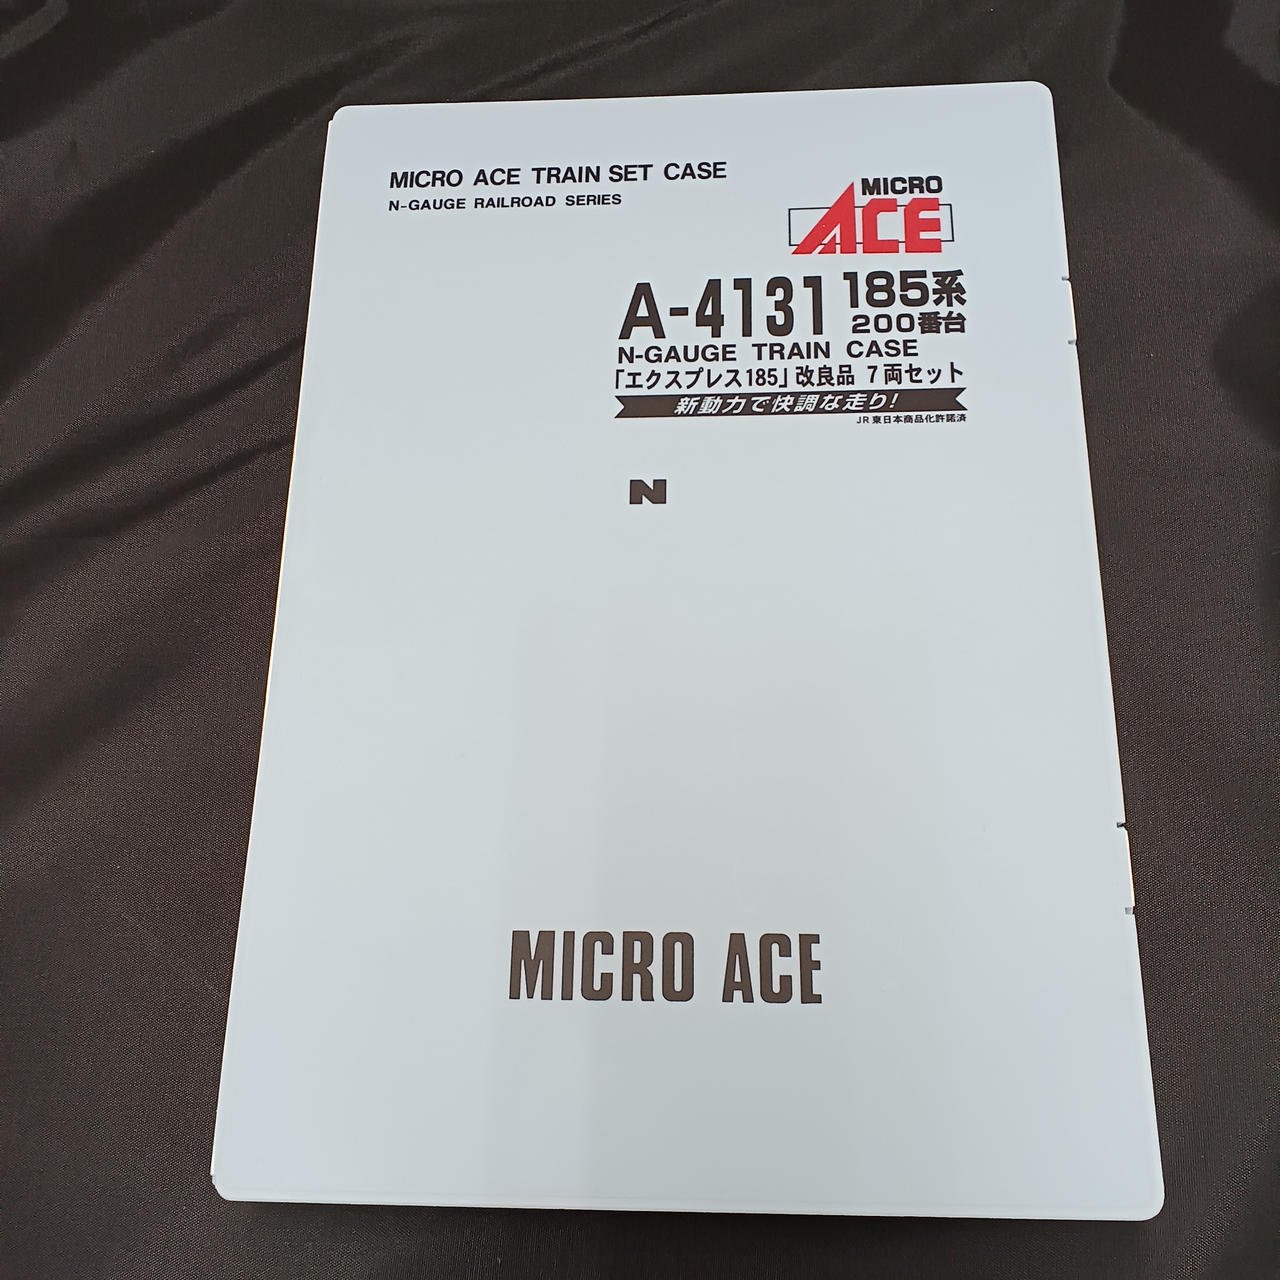 MICRO ACE TRAIN SET CASE
N-GAUGE RAILROAD SERIES
MICRO
ACE
A-4131 185系
200番台
N-GAUGE TRAIN CASE
「エクスプレス185」改良品 7両セット
新動力で快調な走り!
JR東日本商品化許諾済
N
MICRO ACE